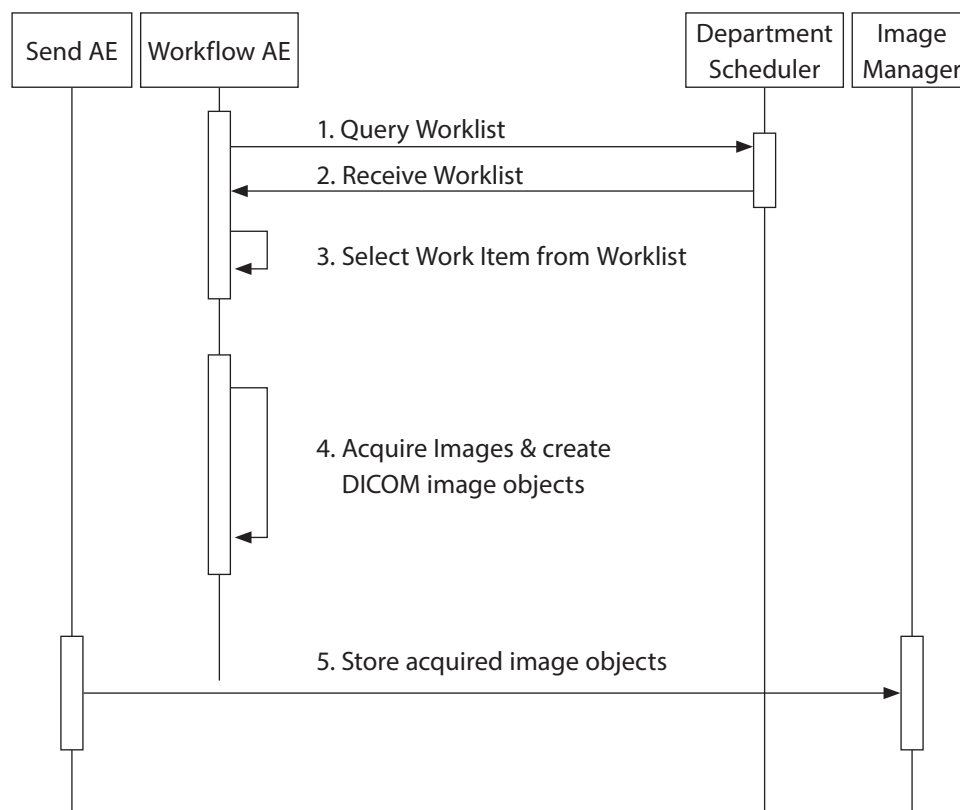 Send AE
Workflow AE
Department
Scheduler
Image
Manager
1. Query Worklist
2. Receive Worklist
3. Select Work Item from Worklist
4. Acquire Images & create
DICOM image objects
5. Store acquired image objects